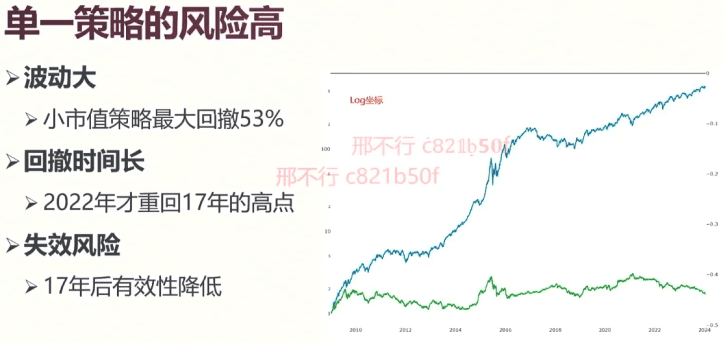 单一策略的风险高
➢波动大
➢小市值策略最大回撤53%
➢回撤时间长
➢2022年才重回17年的高点
➢失效风险
➢17年后有效性降低
Log坐标
邢不行 c821b50f
邢不行 c821b50f
100
10
0
-0.1
-0.2
-0.3
-0.4
-0.5
2010 2012 2014 2016 2018 2020 2022 2024